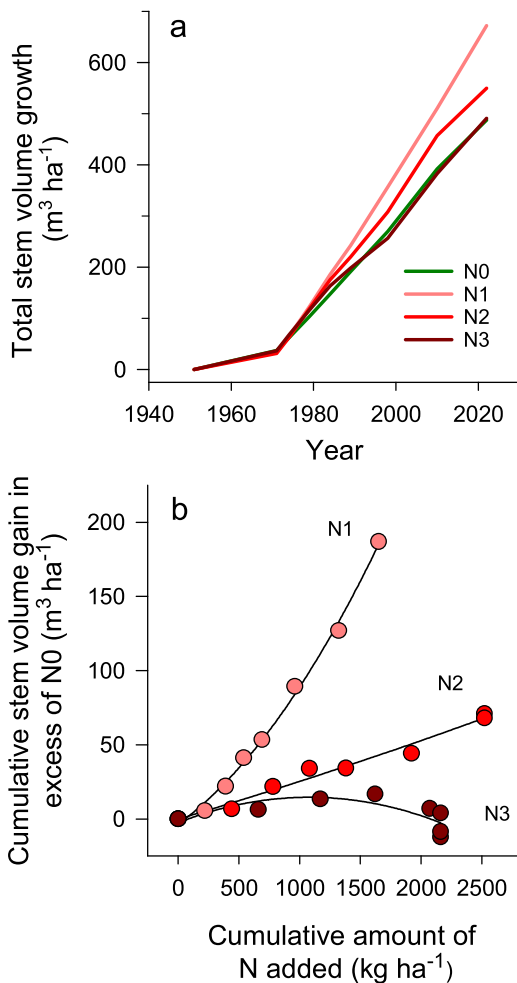 a
Total stem volume growth
(m³ ha⁻¹)
600
400
200
0
N0
N1
N2
N3
1940 1960 1980 2000 2020
Year
b
Cumulative stem volume gain in
excess of N0 (m³ ha⁻¹)
200
150
100
50
0
N1
N2
N3
0 500 1000 1500 2000 2500
Cumulative amount of
N added (kg ha⁻¹)